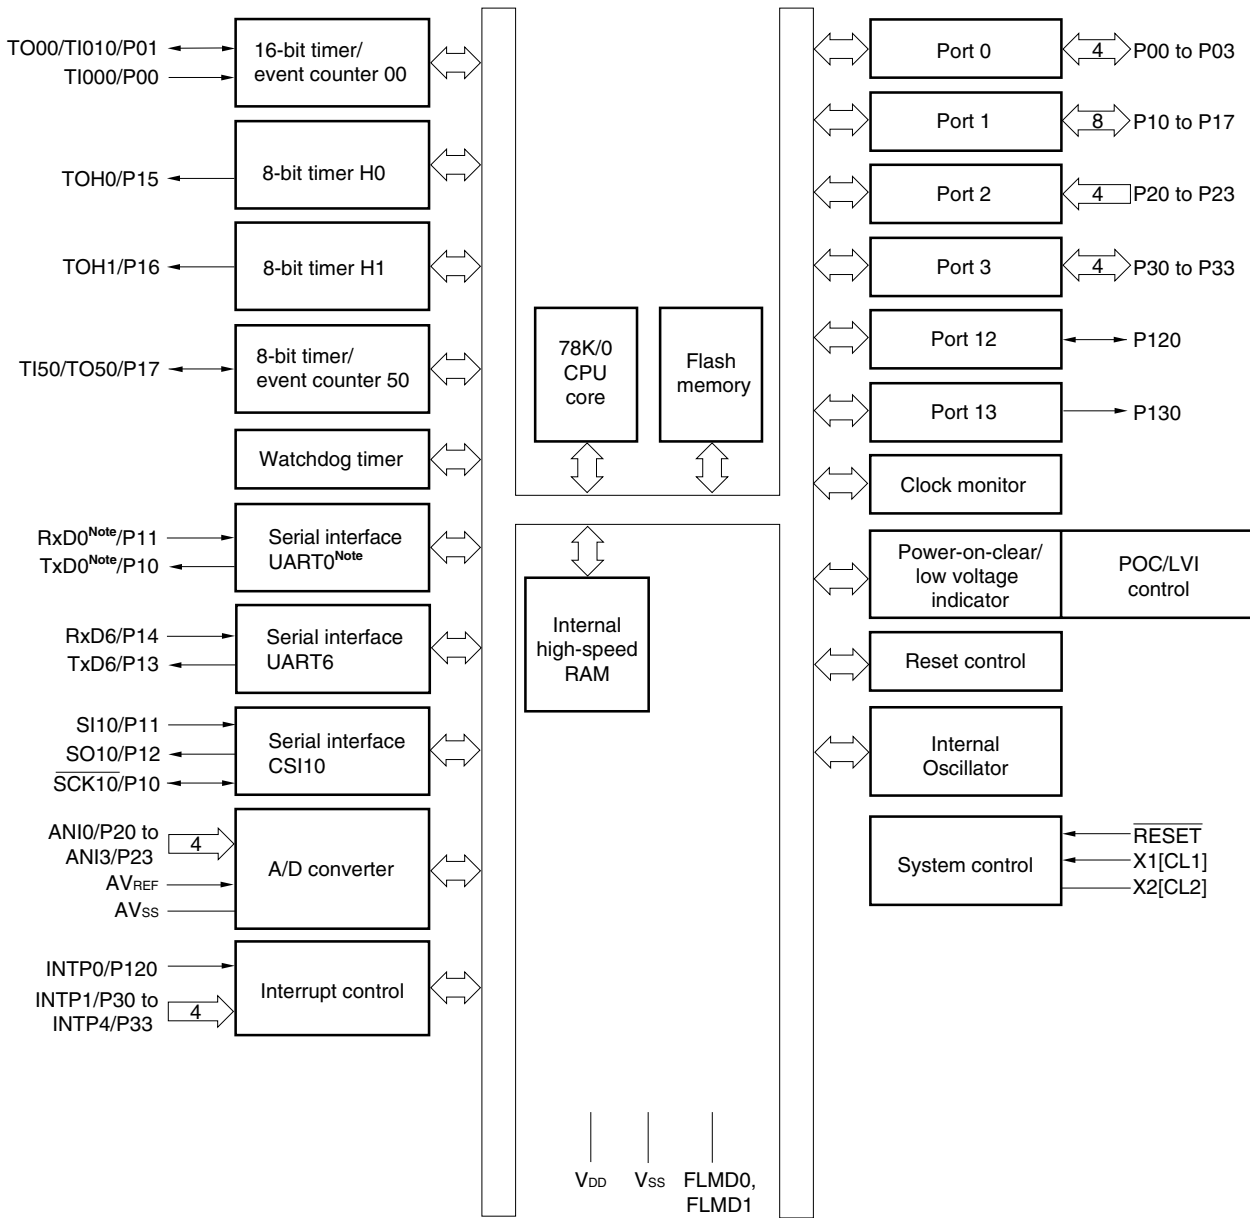 TO00/TI010/P01
TI000/P00
16-bit timer/
event counter 00
TOH0/P15
8-bit timer H0
TOH1/P16
8-bit timer H1
TI50/TO50/P17
8-bit timer/
event counter 50
Watchdog timer
RxD0Note/P11
TxD0Note/P10
Serial interface
UART0Note
RxD6/P14
TxD6/P13
Serial interface
UART6
SI10/P11
SO10/P12
SCK10/P10
Serial interface
CSI10
ANI0/P20 to
ANI3/P23
4
AVREF
AVSS
A/D converter
INTP0/P120
INTP1/P30 to
INTP4/P33
4
Interrupt control
78K/0
CPU
core
Flash
memory
Internal
high-speed
RAM
VDD
VSS
FLMD0,
FLMD1
Port 0
4
P00 to P03
Port 1
8
P10 to P17
Port 2
4
P20 to P23
Port 3
4
P30 to P33
Port 12
P120
Port 13
P130
Clock monitor
Power-on-clear/
low voltage
indicator
POC/LVI
control
Reset control
Internal
Oscillator
System control
RESET
X1[CL1]
X2[CL2]